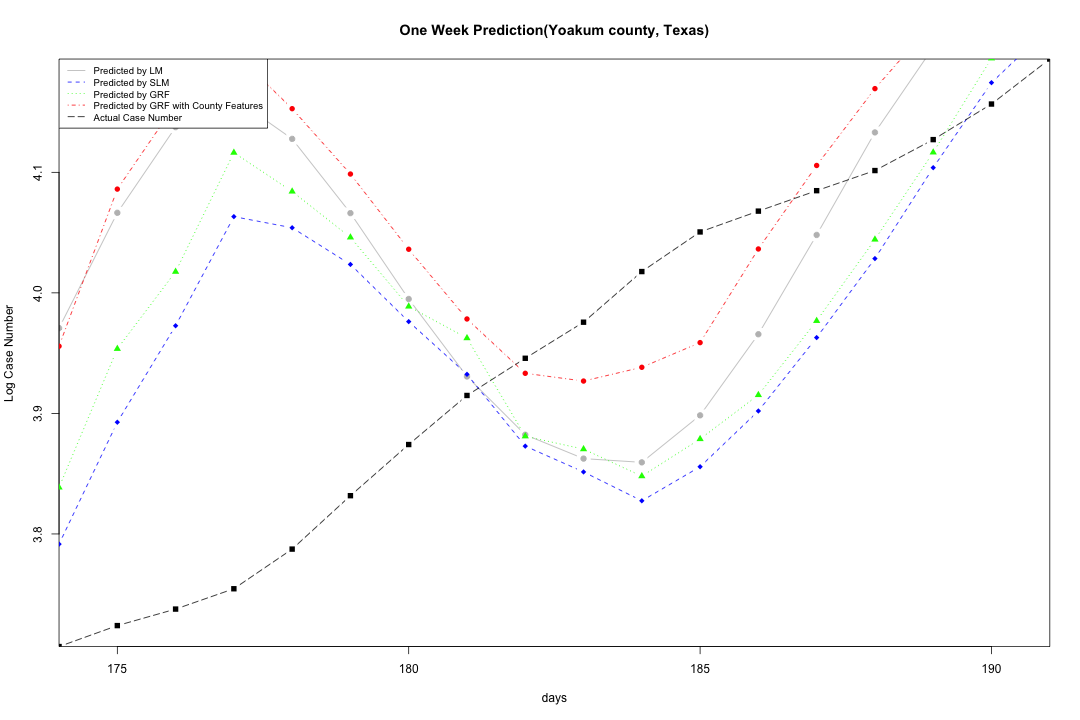 One Week Prediction(Yoakum county, Texas)
Predicted by LM
Predicted by SLM
Predicted by GRF
Predicted by GRF with County Features
Actual Case Number
4.1
4.0
3.9
3.8
Log Case Number
175 180 185 190
days